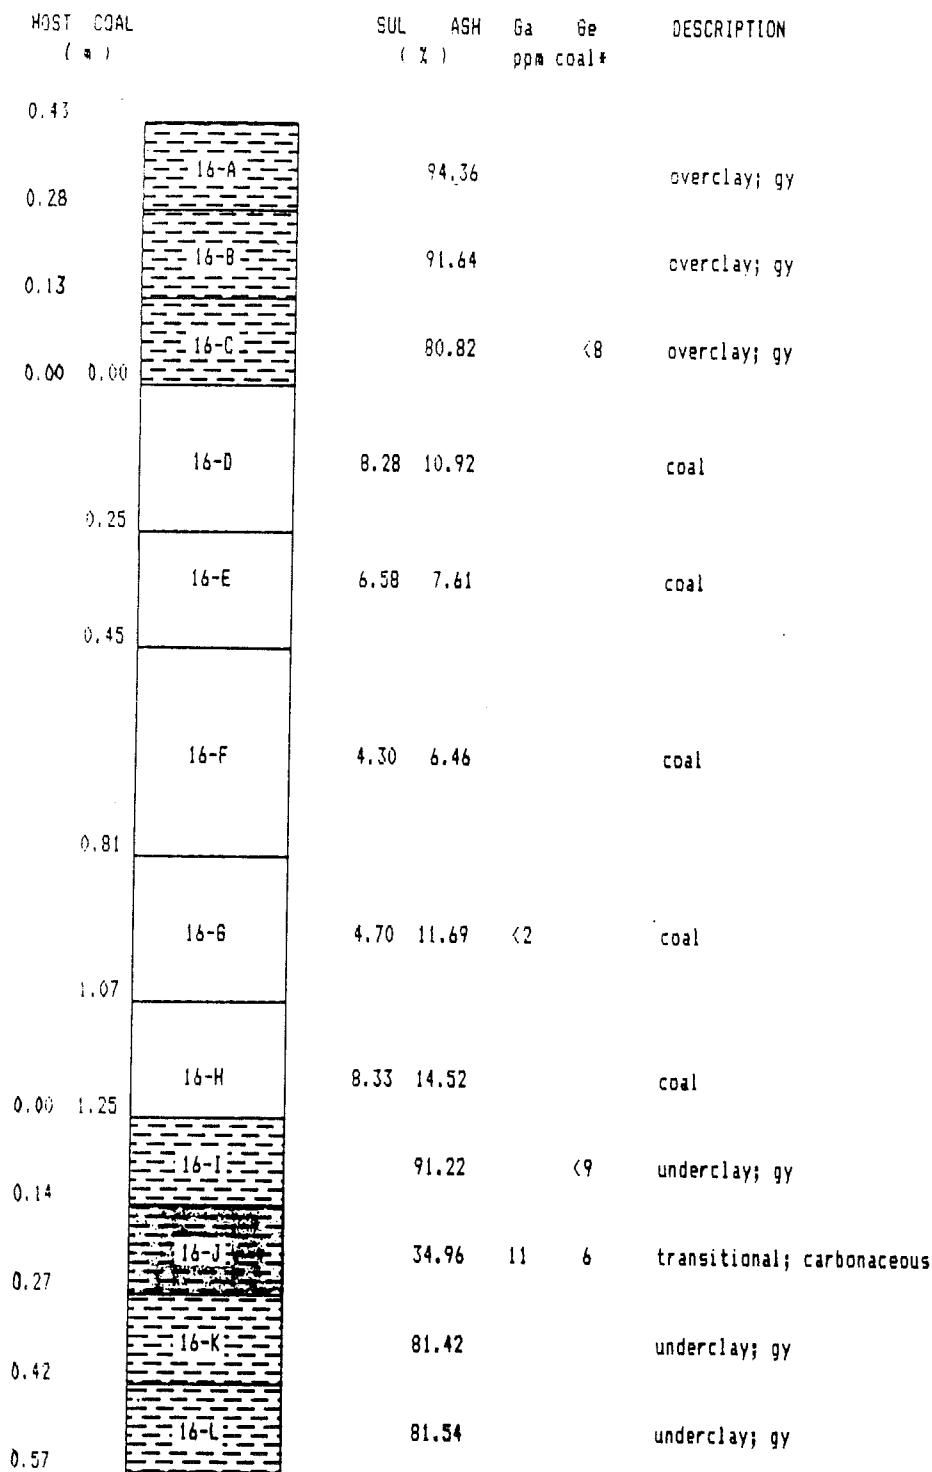 HOST COAL SUL ASH Ga Ge DESCRIPTION
( m ) ( % ) ppm coal*
0.43
16-A 94.36 overclay; gy
0.28
16-B 91.64 overclay; gy
0.13
16-C 80.82 <8 overclay; gy
0.00 0.00
16-D 8.28 10.92 coal
0.25
16-E 6.58 7.61 coal
0.45
16-F 4.30 6.46 coal
0.81
16-G 4.70 11.69 <2 coal
1.07
16-H 8.33 14.52 coal
0.00 1.25
16-I 91.22 <9 underclay; gy
0.14
16-J 34.96 11 6 transitional; carbonaceous
0.27
16-K 81.42 underclay; gy
0.42
16-L 81.54 underclay; gy
0.57